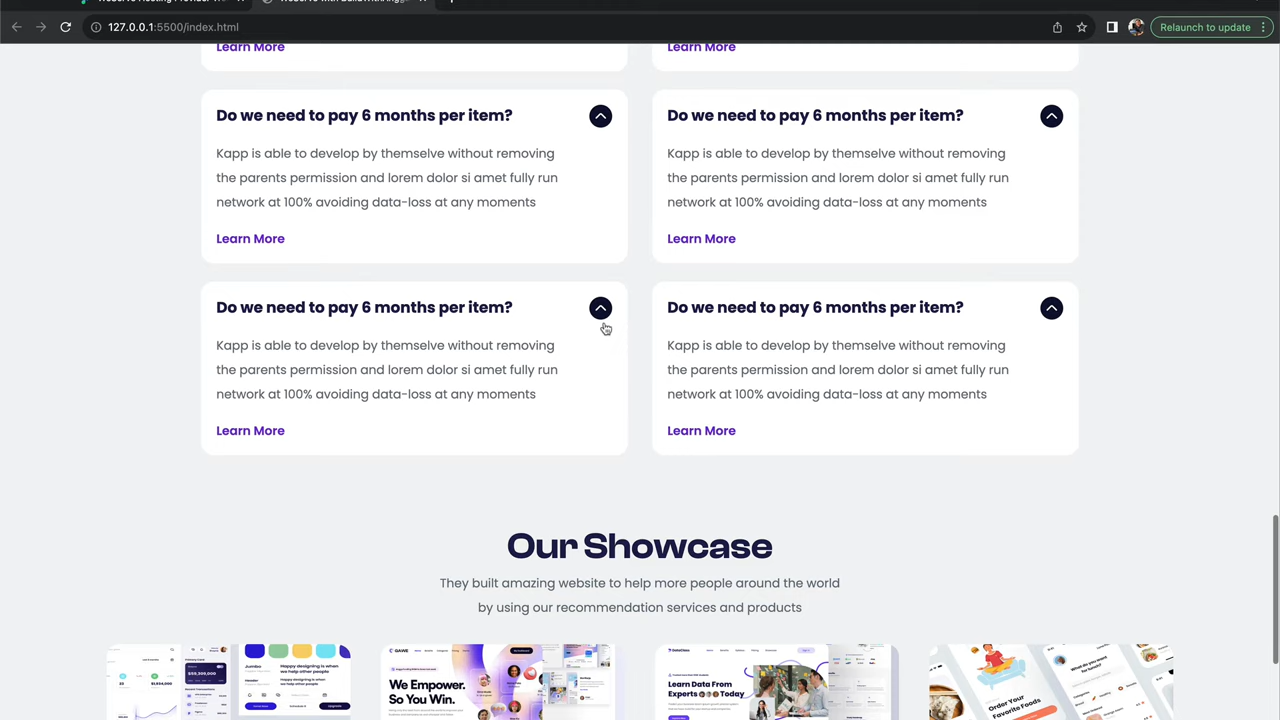 127.0.0.1:5500/index.html
Relaunch to update
Learn More
Learn More
Do we need to pay 6 months per item?
Kapp is able to develop by themselve without removing
the parents permission and lorem dolor si amet fully run
network at 100% avoiding data-loss at any moments
Learn More
Do we need to pay 6 months per item?
Kapp is able to develop by themselve without removing
the parents permission and lorem dolor si amet fully run
network at 100% avoiding data-loss at any moments
Learn More
Do we need to pay 6 months per item?
Kapp is able to develop by themselve without removing
the parents permission and lorem dolor si amet fully run
network at 100% avoiding data-loss at any moments
Learn More
Do we need to pay 6 months per item?
Kapp is able to develop by themselve without removing
the parents permission and lorem dolor si amet fully run
network at 100% avoiding data-loss at any moments
Learn More
Our Showcase
They built amazing website to help more people around the world
by using our recommendation services and products
Jumbo
Happy designing is when
we help other people
GAWE
We Empower.
So You Win.
Learn Data From
Experts Today
Order Your
Favorite Foods